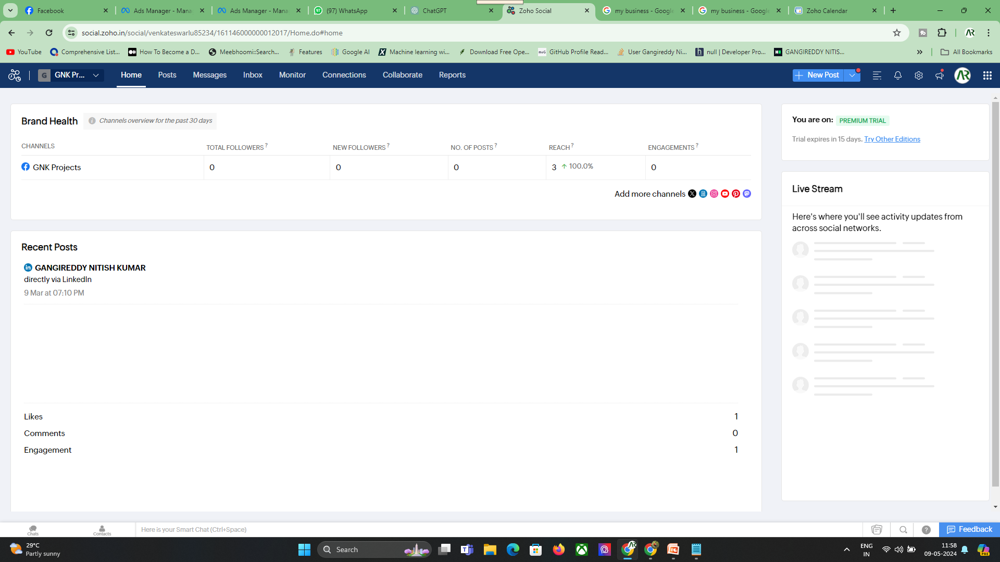 Facebook
Ads Manager - Mana
Ads Manager - Mana
97
(97) WhatsApp
ChatGPT
Zoho Social
my business - Google
my business - Google
Zoho Calendar
social.zoho.in/social/venkateswarlu85234/161146000000012017/Home.do#home
YouTube
Comprehensive List...
How To Become a D...
Meebhoomi::Search...
Features
Google AI
Machine learning wi...
Download Free Ope...
GitHub Profile Read...
User Gangireddy Ni...
null | Developer Pro...
GANGIREDDY NITIS...
All Bookmarks
G
GNK Pr...
Home
Posts
Messages
Inbox
Monitor
Connections
Collaborate
Reports
New Post
Brand Health
Channels overview for the past 30 days
CHANNELS
TOTAL FOLLOWERS ?
NEW FOLLOWERS ?
NO. OF POSTS ?
REACH ?
ENGAGEMENTS ?
GNK Projects
0
0
0
3
100.0%
0
Add more channels
You are on:
PREMIUM TRIAL
Trial expires in 15 days. Try Other Editions
Live Stream
Here's where you'll see activity updates from
across social networks.
Recent Posts
GANGIREDDY NITISH KUMAR
directly via LinkedIn
9 Mar at 07:10 PM
Likes
1
Comments
0
Engagement
1
Chats
Contacts
Here is your Smart Chat (Ctrl+Space)
Feedback
29°C
Partly sunny
Search
ENG
IN
11:58
09-05-2024
PRE